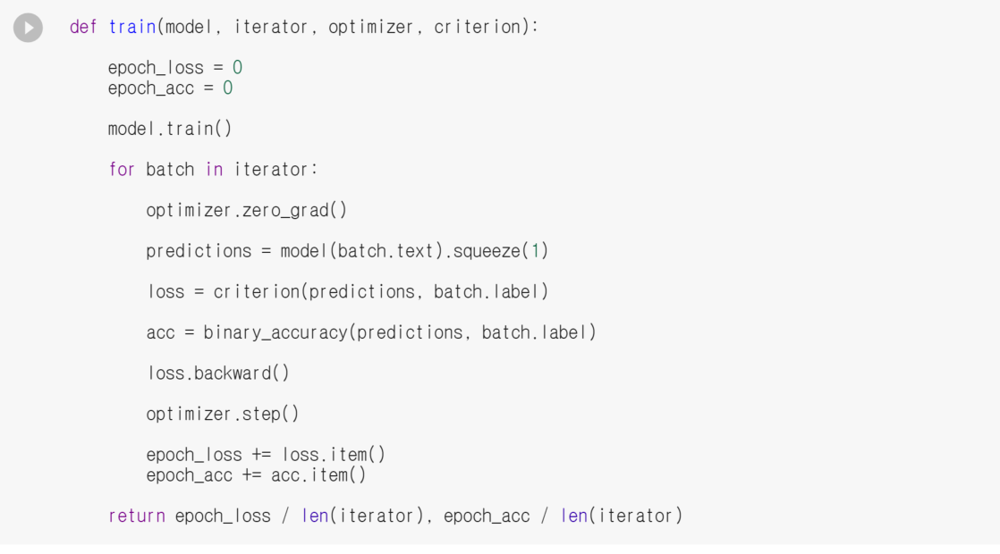 def train(model, iterator, optimizer, criterion):
epoch_loss = 0
epoch_acc = 0
model.train()
for batch in iterator:
optimizer.zero_grad()
predictions = model(batch.text).squeeze(1)
loss = criterion(predictions, batch.label)
acc = binary_accuracy(predictions, batch.label)
loss.backward()
optimizer.step()
epoch_loss += loss.item()
epoch_acc += acc.item()
return epoch_loss / len(iterator), epoch_acc / len(iterator)